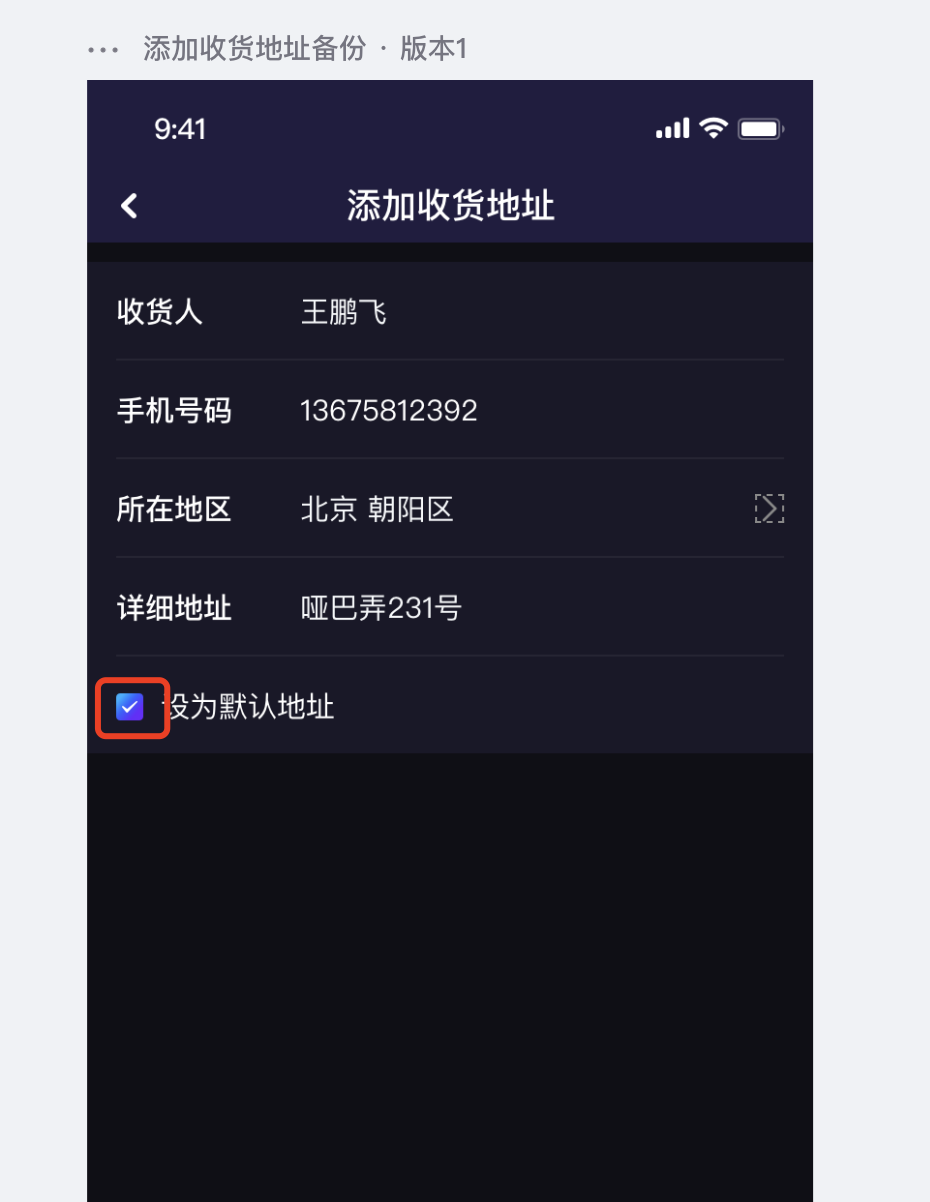 ··· 添加收货地址备份 · 版本1
9:41
添加收货地址
收货人 王鹏飞
手机号码 13675812392
所在地区 北京 朝阳区
详细地址 哑巴弄231号
设为默认地址